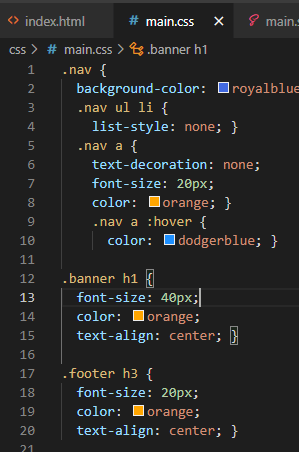 index.html
main.css
m
css > # main.css > .banner h1
1 .nav {
2 background-color: royalblue
3 .nav ul li {
4 list-style: none; }
5 .nav a {
6 text-decoration: none;
7 font-size: 20px;
8 color: orange; }
9 .nav a :hover {
10 color: dodgerblue; }
11
12 .banner h1 {
13 font-size: 40px;
14 color: orange;
15 text-align: center; }
16
17 .footer h3 {
18 font-size: 20px;
19 color: orange;
20 text-align: center; }
21